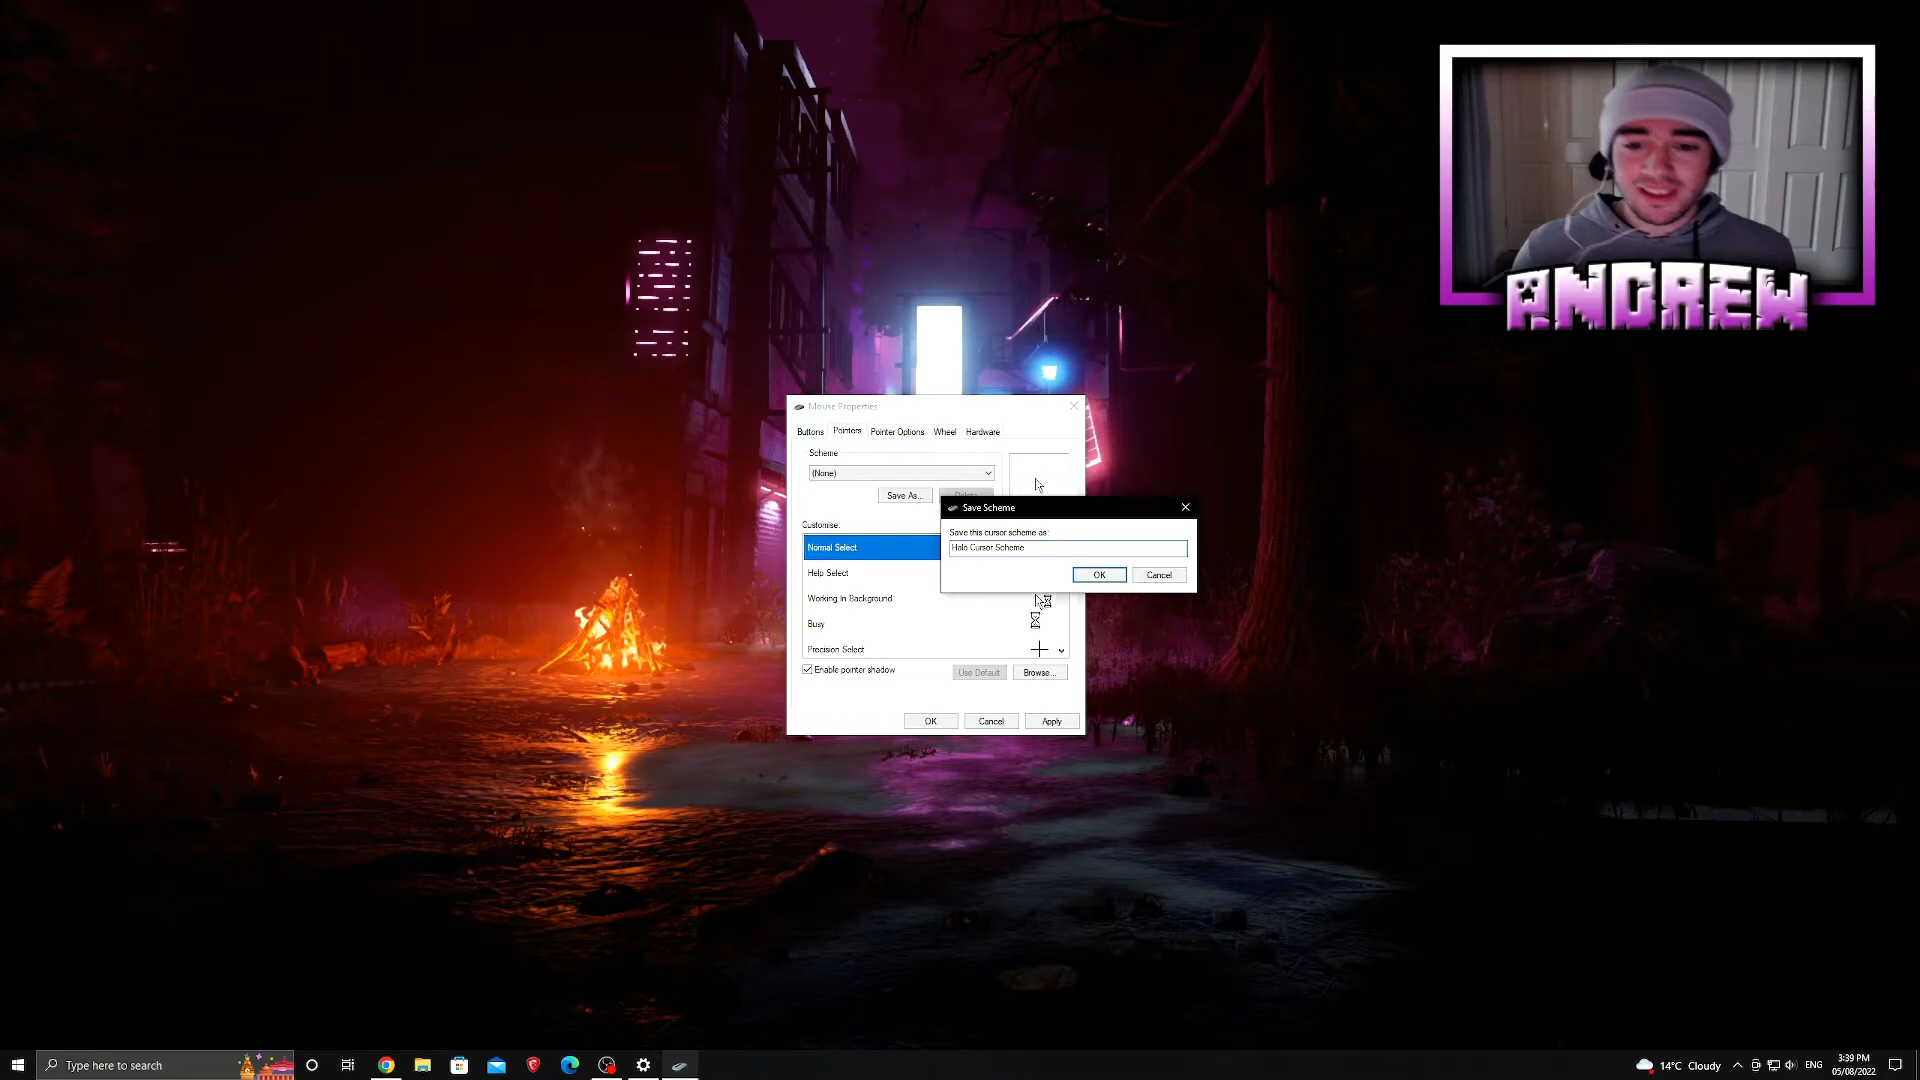 ANDREW
Mouse Properties
Buttons Pointers Pointer Options Wheel Hardware
Scheme
(None)
Save As... Delete
Save Scheme
Save this cursor scheme as:
Halo Cursor Scheme
OK Cancel
Customise:
Normal Select
Help Select
Working In Background
Busy
Precision Select
Enable pointer shadow
Use Default Browse...
OK Cancel Apply
Type here to search
14°C Cloudy
ENG
3:39 PM
05/08/2022